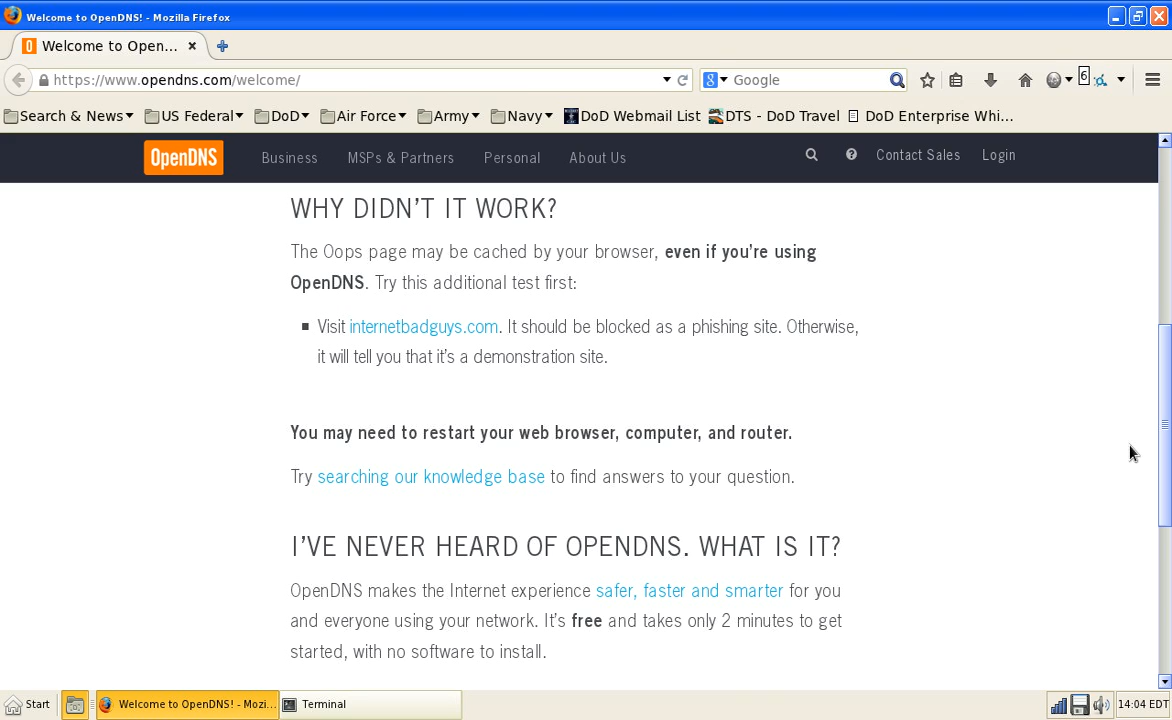 Welcome to OpenDNS! - Mozilla Firefox
Welcome to Open...
https://www.opendns.com/welcome/
Google
6
Search & News
US Federal
DoD
Air Force
Army
Navy
DoD Webmail List
DTS - DoD Travel
DoD Enterprise Whi...
OpenDNS
Business
MSPs & Partners
Personal
About Us
Contact Sales
Login
WHY DIDN'T IT WORK?
The Oops page may be cached by your browser, even if you're using
OpenDNS. Try this additional test first:
Visit internetbadguys.com. It should be blocked as a phishing site. Otherwise,
it will tell you that it's a demonstration site.
You may need to restart your web browser, computer, and router.
Try searching our knowledge base to find answers to your question.
I'VE NEVER HEARD OF OPENDNS. WHAT IS IT?
OpenDNS makes the Internet experience safer, faster and smarter for you
and everyone using your network. It's free and takes only 2 minutes to get
started, with no software to install.
Start
Welcome to OpenDNS! - Mozi...
Terminal
14:04 EDT